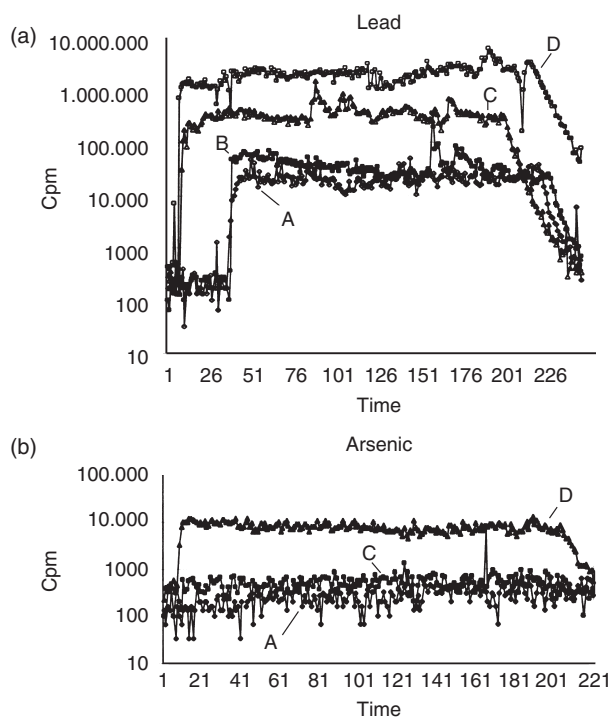 (a)
Lead
10.000.000
1.000.000
100.000
10.000
1000
100
10
Cpm
D
C
B
A
1 26 51 76 101 126 151 176 201 226
Time
(b)
Arsenic
100.000
10.000
1000
100
10
Cpm
D
C
A
1 21 41 61 81 101 121 141 161 181 201 221
Time